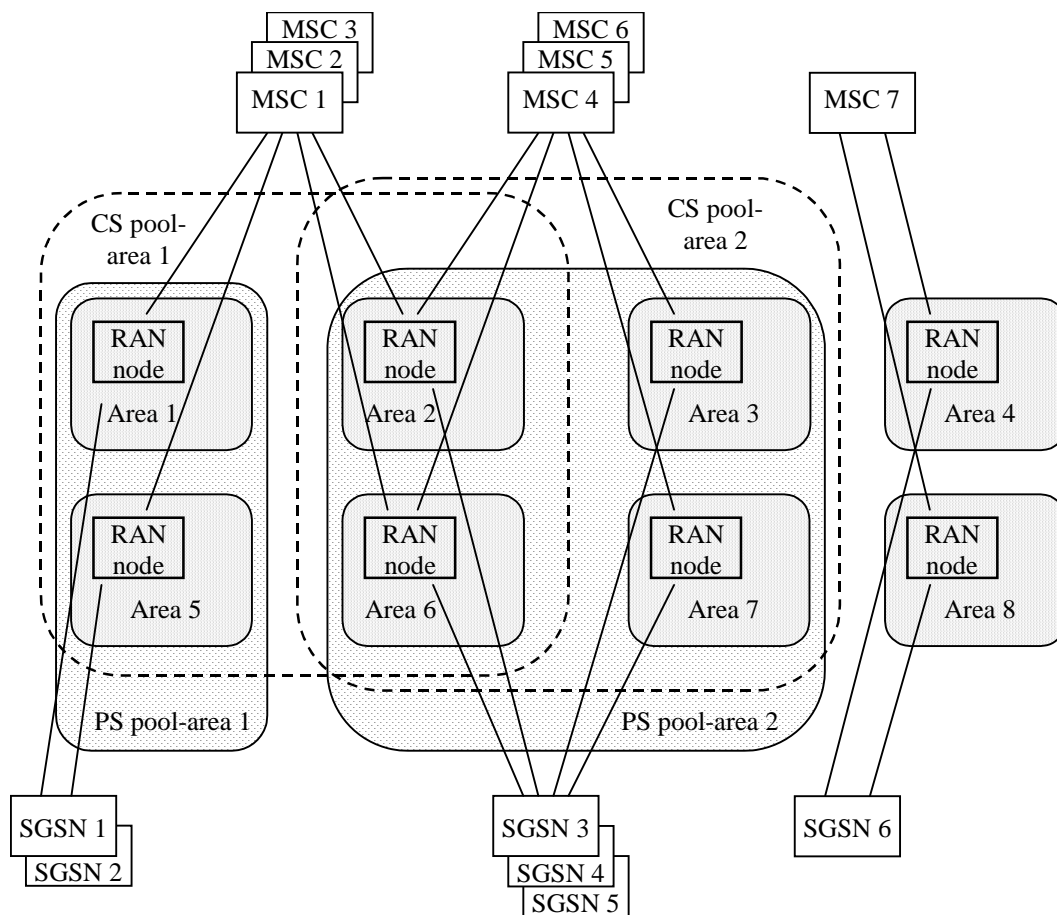 MSC 3
MSC 2
MSC 1
MSC 6
MSC 5
MSC 4
MSC 7
CS pool-
area 1
CS pool-
area 2
RAN
node
Area 1
RAN
node
Area 2
RAN
node
Area 3
RAN
node
Area 4
RAN
node
Area 5
RAN
node
Area 6
RAN
node
Area 7
RAN
node
Area 8
PS pool-area 1
PS pool-area 2
SGSN 1
SGSN 2
SGSN 3
SGSN 4
SGSN 5
SGSN 6